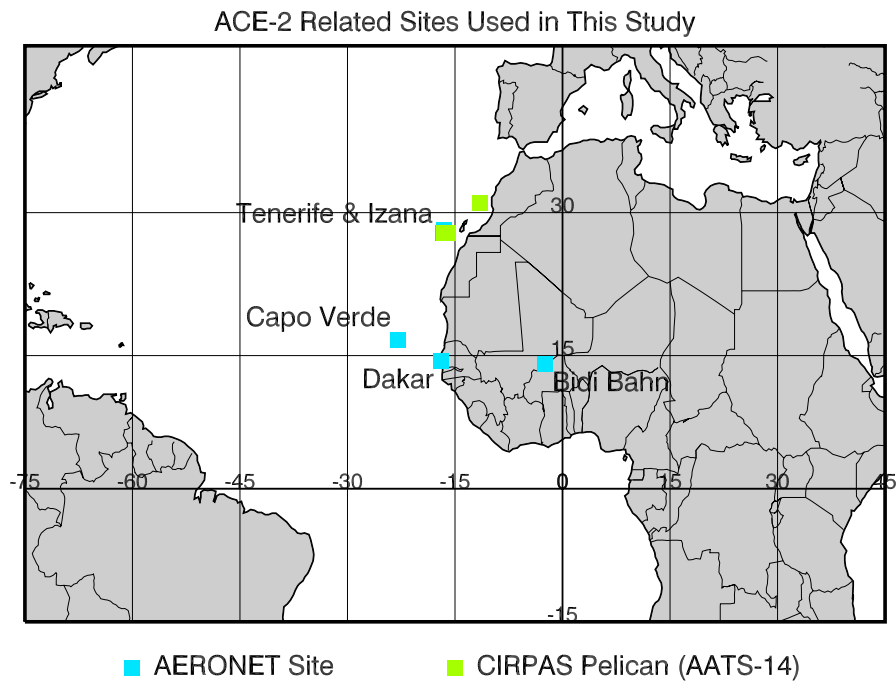 ACE-2 Related Sites Used in This Study
Tenerife & Izana
30
Capo Verde
15
Dakar
Bidi Bahn
-75 -60 -45 -30 -15 0 15 30 45
-15
AERONET Site
CIRPAS Pelican (AATS-14)